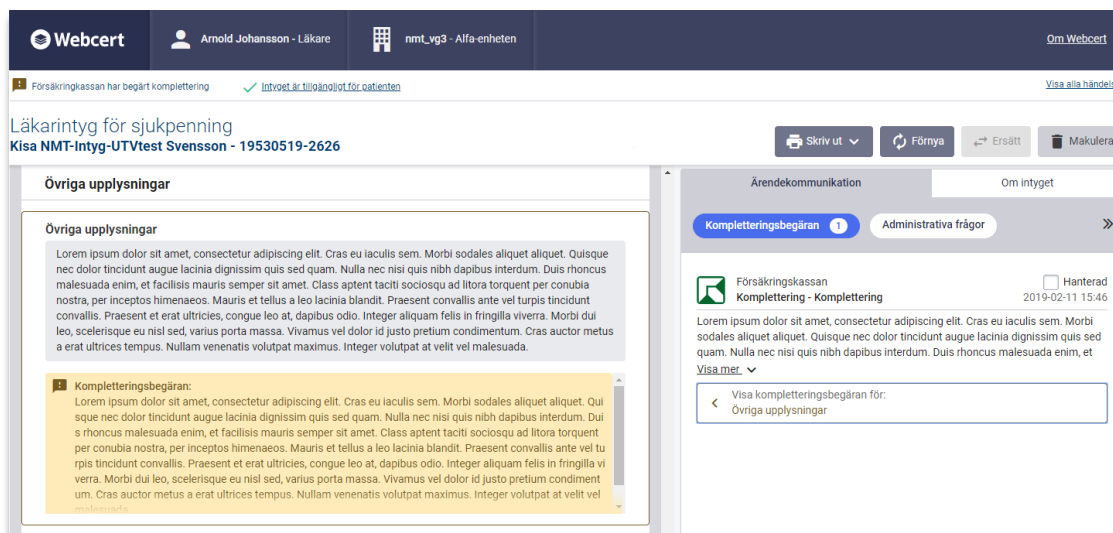 Webcert
Arnold Johansson - Läkare
nmt_vg3 - Alfa-enheten
Om Webcert
Försäkringkassan har begärt komplettering
Intyget är tillgängligt för patienten
Visa alla händels
Läkarintyg för sjukpenning
Kisa NMT-Intyg-UTVtest Svensson - 19530519-2626
Skriv ut
Förnya
Ersätt
Makulera
Övriga upplysningar
Övriga upplysningar
Lorem ipsum dolor sit amet, consectetur adipiscing elit. Cras eu iaculis sem. Morbi sodales aliquet aliquet. Quisque
nec dolor tincidunt augue lacinia dignissim quis sed quam. Nulla nec nisi quis nibh dapibus interdum. Duis rhoncus
malesuada enim, et facilisis mauris semper sit amet. Class aptent taciti sociosqu ad litora torquent per conubia
nostra, per inceptos himenaeos. Mauris et tellus a leo lacinia blandit. Praesent convallis ante vel turpis tincidunt
convallis. Praesent et erat ultricies, congue leo at, dapibus odio. Integer aliquam felis in fringilla viverra. Morbi dui
leo, scelerisque eu nisl sed, varius porta massa. Vivamus vel dolor id justo pretium condimentum. Cras auctor metus
a erat ultrices tempus. Nullam venenatis volutpat maximus. Integer volutpat at velit vel malesuada.
Kompletteringsbegäran:
Lorem ipsum dolor sit amet, consectetur adipiscing elit. Cras eu iaculis sem. Morbi sodales aliquet aliquet. Qui
sque nec dolor tincidunt augue lacinia dignissim quis sed quam. Nulla nec nisi quis nibh dapibus interdum. Dui
s rhoncus malesuada enim, et facilisis mauris semper sit amet. Class aptent taciti sociosqu ad litora torquent
per conubia nostra, per inceptos himenaeos. Mauris et tellus a leo lacinia blandit. Praesent convallis ante vel tu
rpis tincidunt convallis. Praesent et erat ultricies, congue leo at, dapibus odio. Integer aliquam felis in fringilla vi
verra. Morbi dui leo, scelerisque eu nisl sed, varius porta massa. Vivamus vel dolor id justo pretium condiment
um. Cras auctor metus a erat ultrices tempus. Nullam venenatis volutpat maximus. Integer volutpat at velit vel
malesuada
Ärendekommunikation
Om intyget
Kompletteringsbegäran 1
Administrativa frågor
Försäkringskassan
Hanterad
Komplettering - Komplettering
2019-02-11 15:46
Lorem ipsum dolor sit amet, consectetur adipiscing elit. Cras eu iaculis sem. Morbi
sodales aliquet aliquet. Quisque nec dolor tincidunt augue lacinia dignissim quis sed
quam. Nulla nec nisi quis nibh dapibus interdum. Duis rhoncus malesuada enim, et
Visa mer
Visa kompletteringsbegäran för:
Övriga upplysningar